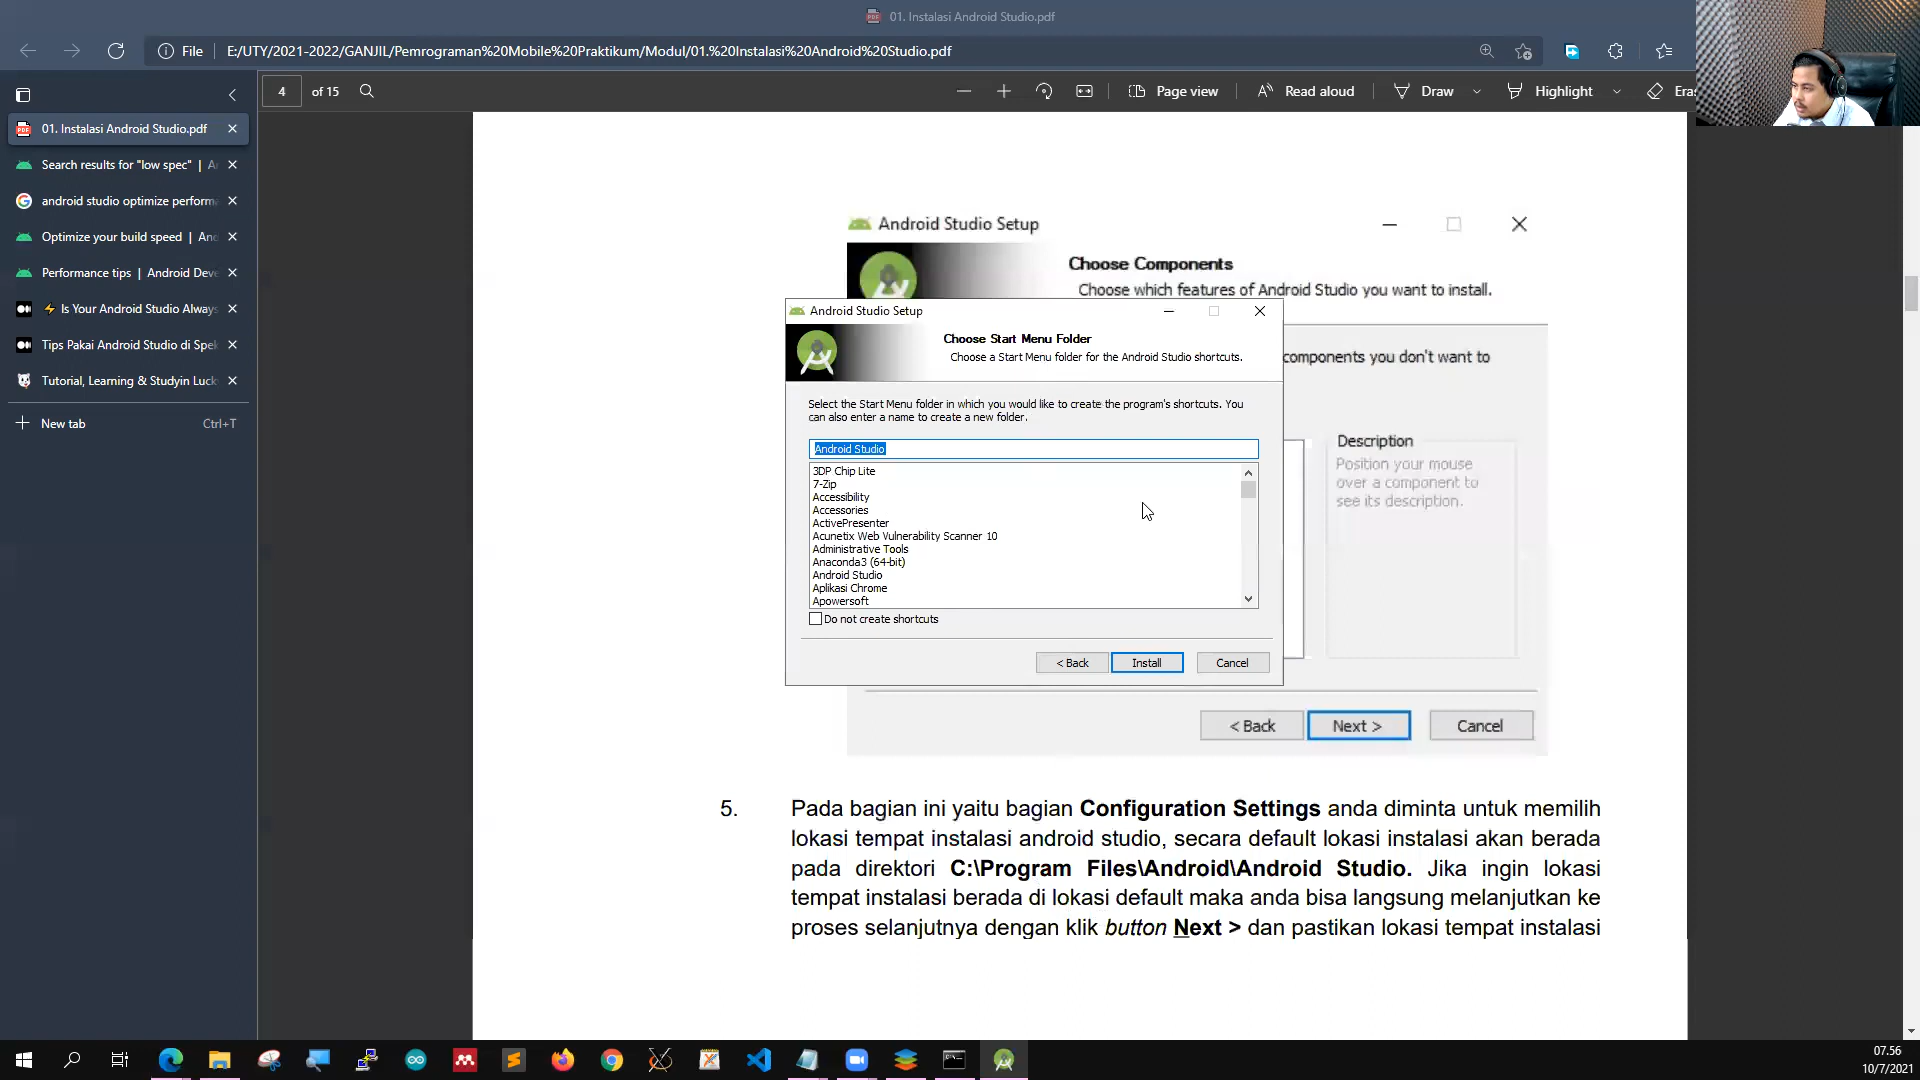 01. Instalasi Android Studio.pdf
File
E:/UTY/2021-2022/GANJIL/Pemrograman%20Mobile%20Praktikum/Modul/01.%20Instalasi%20Android%20Studio.pdf
4 of 15
Page view
Read aloud
Draw
Highlight
Eras
01. Instalasi Android Studio.pdf
Search results for "low spec" | A
android studio optimize performa
Optimize your build speed | And
Performance tips | Android Deve
⚡ Is Your Android Studio Always
Tips Pakai Android Studio di Spek
Tutorial, Learning & Studyin Luck
New tab Ctrl+T
Android Studio Setup
Choose Components
Choose which features of Android Studio you want to install.
components you don't want to
Description
Position your mouse
over a component to
see its description.
< Back
Next >
Cancel
Android Studio Setup
Choose Start Menu Folder
Choose a Start Menu folder for the Android Studio shortcuts.
Select the Start Menu folder in which you would like to create the program's shortcuts. You
can also enter a name to create a new folder.
Android Studio
3DP Chip Lite
7-Zip
Accessibility
Accessories
ActivePresenter
Acunetix Web Vulnerability Scanner 10
Administrative Tools
Anaconda3 (64-bit)
Android Studio
Aplikasi Chrome
Apowersoft
Do not create shortcuts
< Back
Install
Cancel
5. Pada bagian ini yaitu bagian Configuration Settings anda diminta untuk memilih
lokasi tempat instalasi android studio, secara default lokasi instalasi akan berada
pada direktori C:\Program Files\Android\Android Studio. Jika ingin lokasi
tempat instalasi berada di lokasi default maka anda bisa langsung melanjutkan ke
proses selanjutnya dengan klik button Next > dan pastikan lokasi tempat instalasi
07.56
10/7/2021